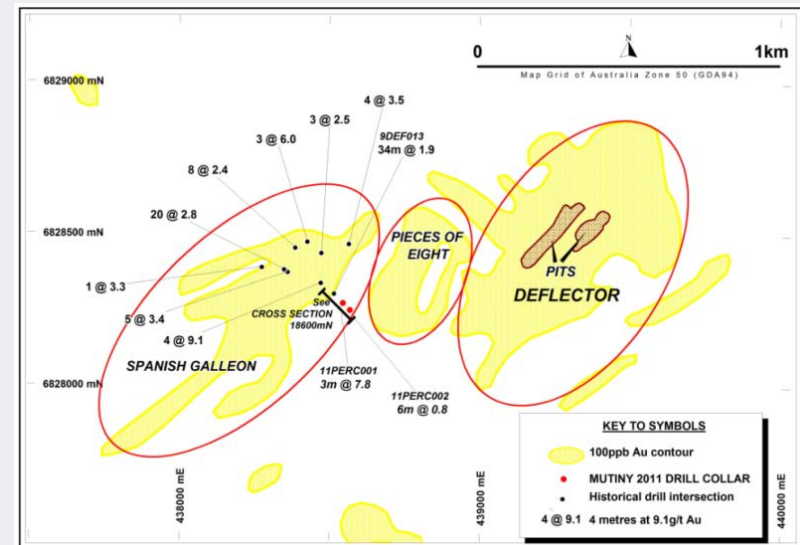 0
N
1km
Map Grid of Australia Zone 50 (GDA94)
6829000 mN
4 @ 3.5
3 @ 2.5
9DEF013
34m @ 1.9
3 @ 6.0
8 @ 2.4
20 @ 2.8
6828500 mN
PIECES OF
EIGHT
PITS
DEFLECTOR
1 @ 3.3
5 @ 3.4
4 @ 9.1
See
CROSS SECTION
18600mN
SPANISH GALLEON
6828000 mN
11PERC001
3m @ 7.8
11PERC002
6m @ 0.8
438000 mE
439000 mE
440000 mE
KEY TO SYMBOLS
100ppb Au contour
MUTINY 2011 DRILL COLLAR
Historical drill intersection
4 @ 9.1 4 metres at 9.1g/t Au